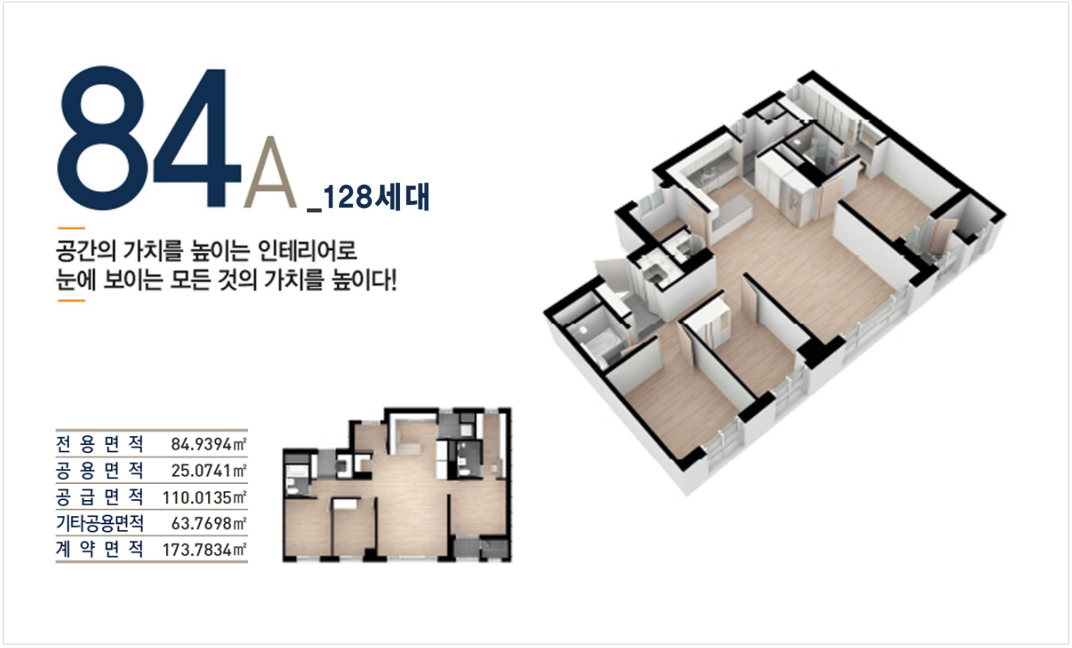 84A_128세대
공간의 가치를 높이는 인테리어로
눈에 보이는 모든 것의 가치를 높이다!
전용면적 84.9394㎡
공용면적 25.0741㎡
공급면적 110.0135㎡
기타공용면적 63.7698㎡
계약면적 173.7834㎡